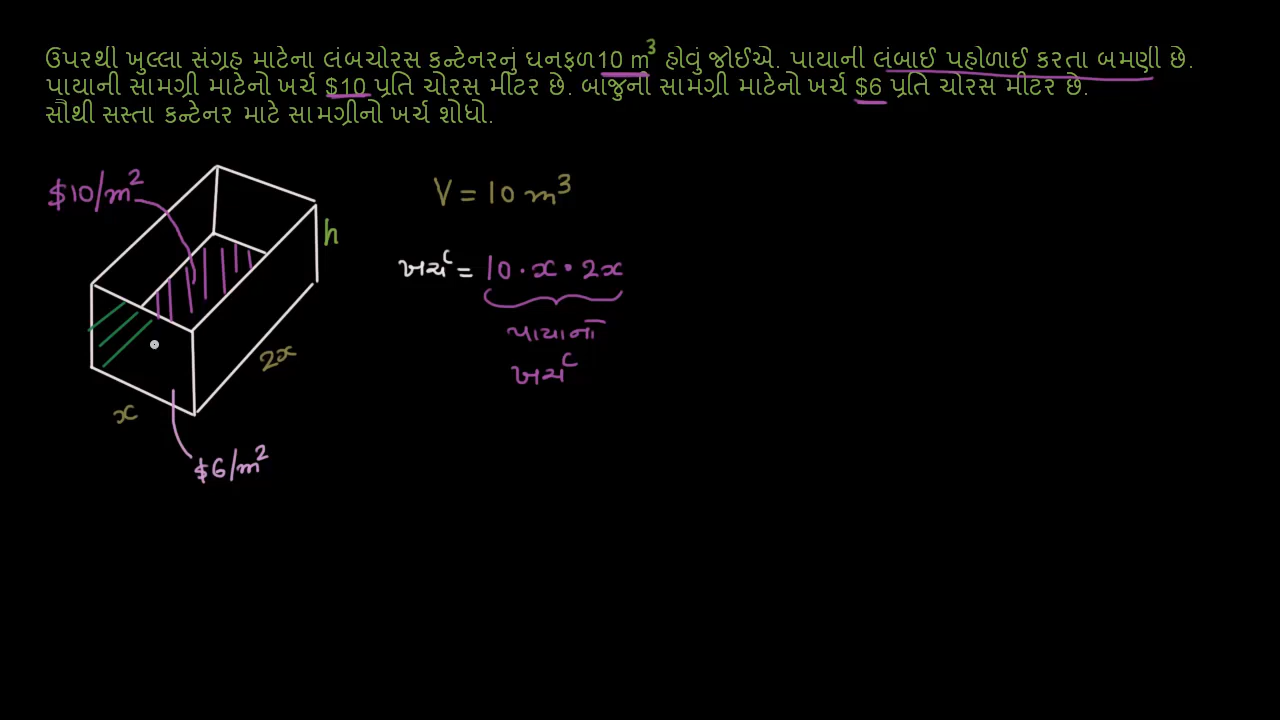 ઉપરથી ખુલ્લા સંગ્રહ માટેના લંબચોરસ કન્ટેનરનું ઘનફળ10 m³ હોવું જોઈએ. પાયાની લંબાઈ પહોળાઈ કરતા બમણી છે.
પાયાની સામગ્રી માટેનો ખર્ચ $10 પ્રતિ ચોરસ મીટર છે. બાજુની સામગ્રી માટેનો ખર્ચ $6 પ્રતિ ચોરસ મીટર છે.
સૌથી સસ્તા કન્ટેનર માટે સામગ્રીનો ખર્ચ શોધો.
$10/m²
V = 10 m³
h
ખર્ચ = 10 · x · 2x
પાયાનો
ખર્ચ
2x
x
$6/m²